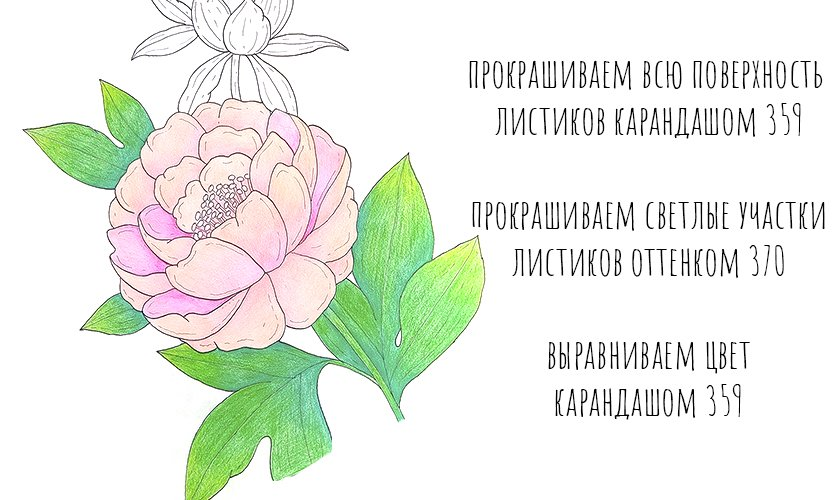 прокрашиваем всю поверхность
листиков карандашом 359
прокрашиваем светлые участки
листиков оттенком 370
выравниваем цвет
карандашом 359